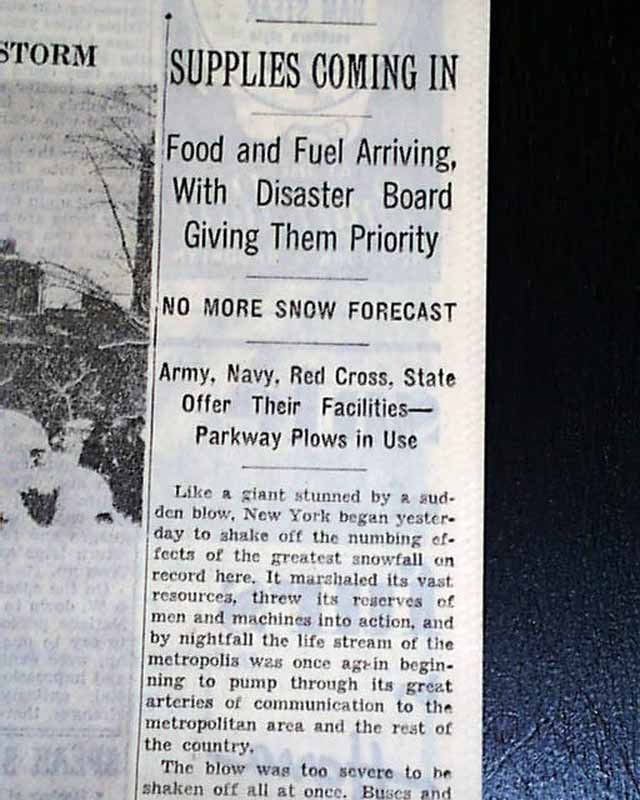 STORM
SUPPLIES COMING IN
Food and Fuel Arriving,
With Disaster Board
Giving Them Priority
NO MORE SNOW FORECAST
Army, Navy, Red Cross, State
Offer Their Facilities—
Parkway Plows in Use
Like a giant stunned by a sud-
den blow, New York began yester-
day to shake off the numbing ef-
fects of the greatest snowfall on
record here. It marshaled its vast
resources, threw its reserves of
men and machines into action, and
by nightfall the life stream of the
metropolis was once again begin-
ning to pump through its great
arteries of communication to the
metropolitan area and the rest of
the country.
The blow was too severe to be
shaken off all at once. Buses and